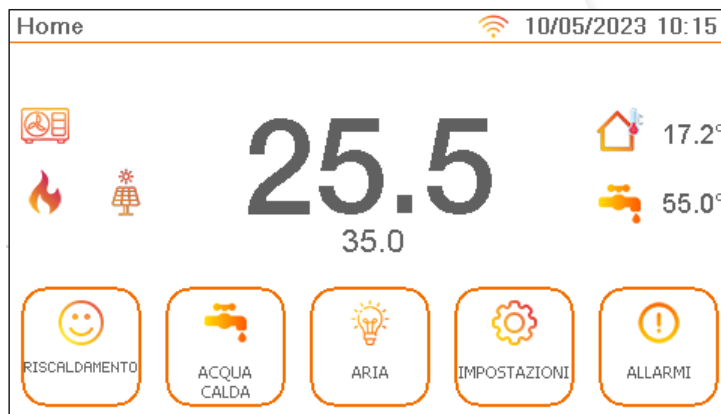 Home 10/05/2023 10:15
25.5
35.0
17.2°
55.0°
RISCALDAMENTO
ACQUA
CALDA
ARIA
IMPOSTAZIONI
ALLARMI